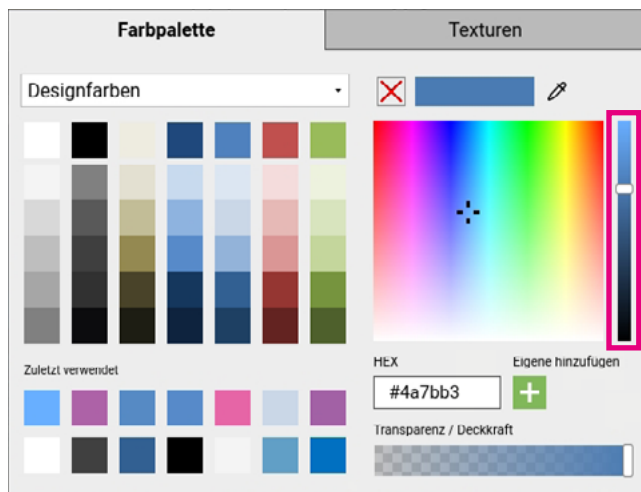 Farbpalette
Texturen
Designfarben
Zuletzt verwendet
HEX
Eigene hinzufügen
#4a7bb3
Transparenz / Deckkraft